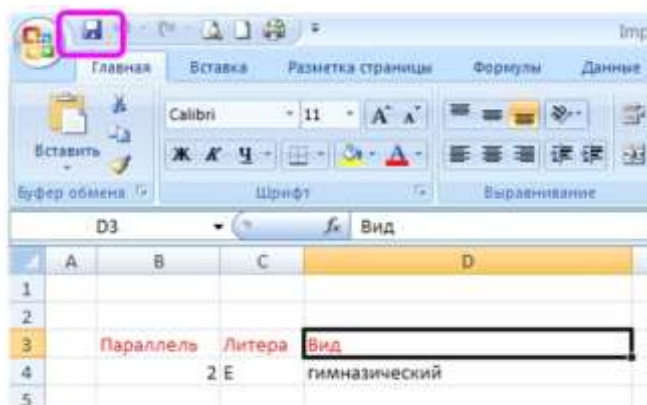 Imp
Главная Вставка Разметка страницы Формулы Данные
Calibri 11 A A
Вставить Ж К Ч A
Буфер обмена Шрифт Выравнивание
D3 fx Вид
A B C D
1
2
3 Параллель Литера Вид
4 2 Е гимназический
5